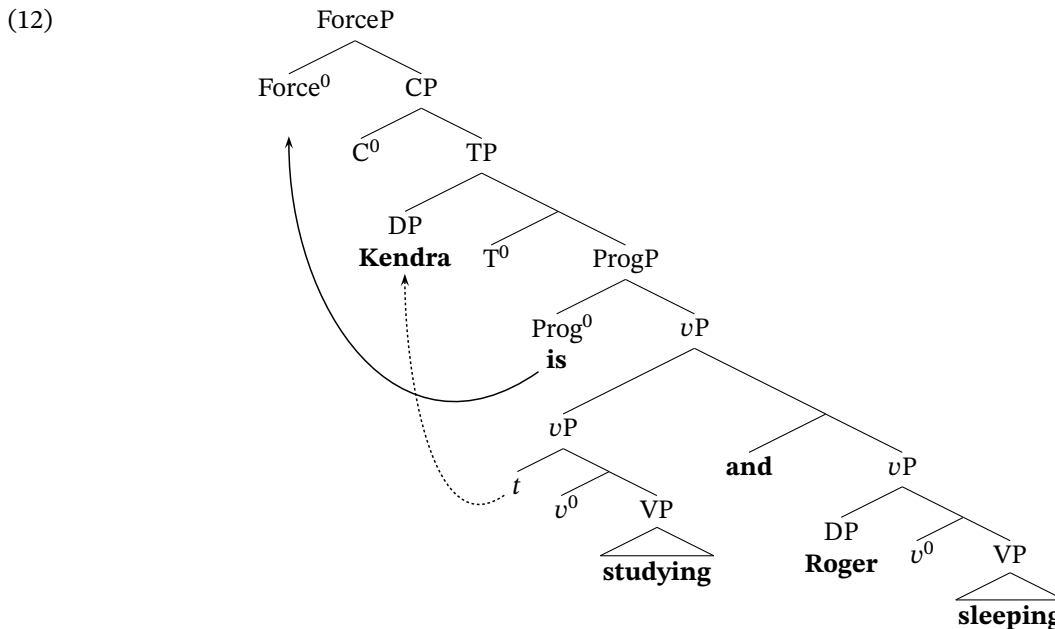 (12)
ForceP
Force⁰ CP
C⁰ TP
DP
Kendra T⁰ ProgP
Prog⁰ vP
is
vP
and vP
t v⁰ VP
studying
DP
Roger v⁰ VP
sleeping